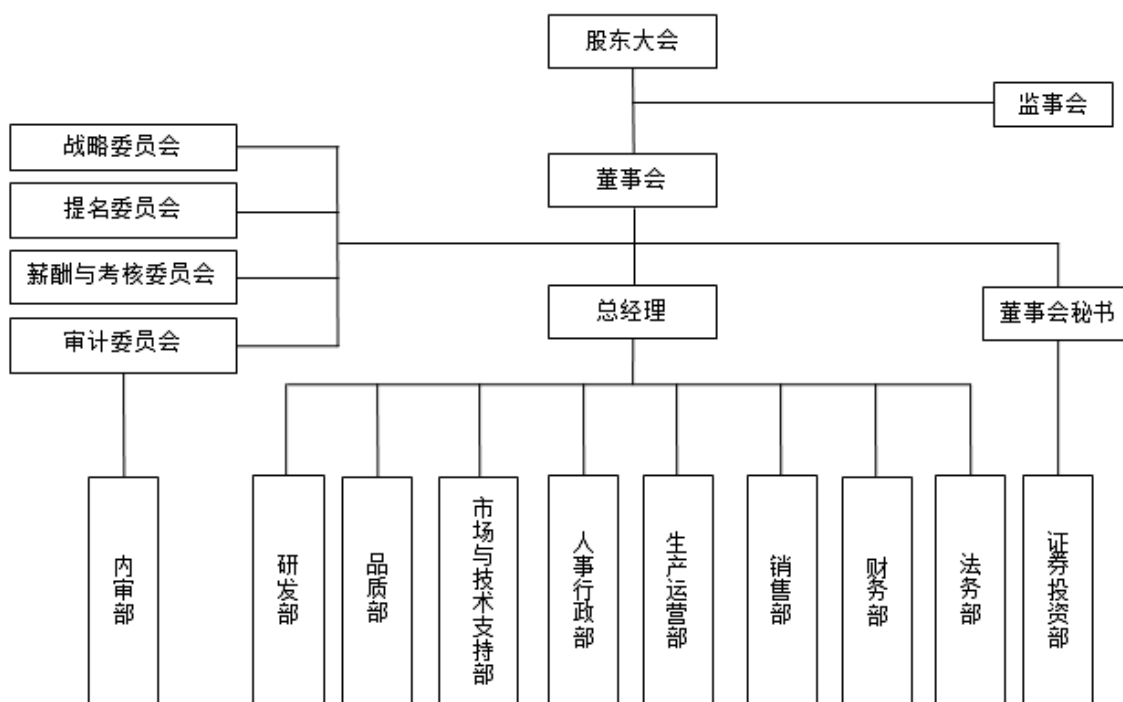 股东大会
监事会
战略委员会
董事会
提名委员会
薪酬与考核委员会
总经理
董事会秘书
审计委员会
内审部
研发部
品质部
市场与技术支持部
人事行政部
生产运营部
销售部
财务部
法务部
证券投资部